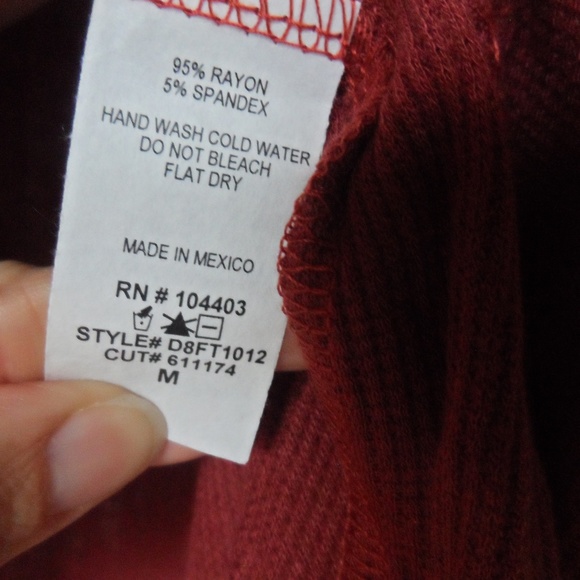 95% RAYON
5% SPANDEX
HAND WASH COLD WATER
DO NOT BLEACH
FLAT DRY
MADE IN MEXICO
RN # 104403
STYLE# D8FT1012
CUT# 611174
M